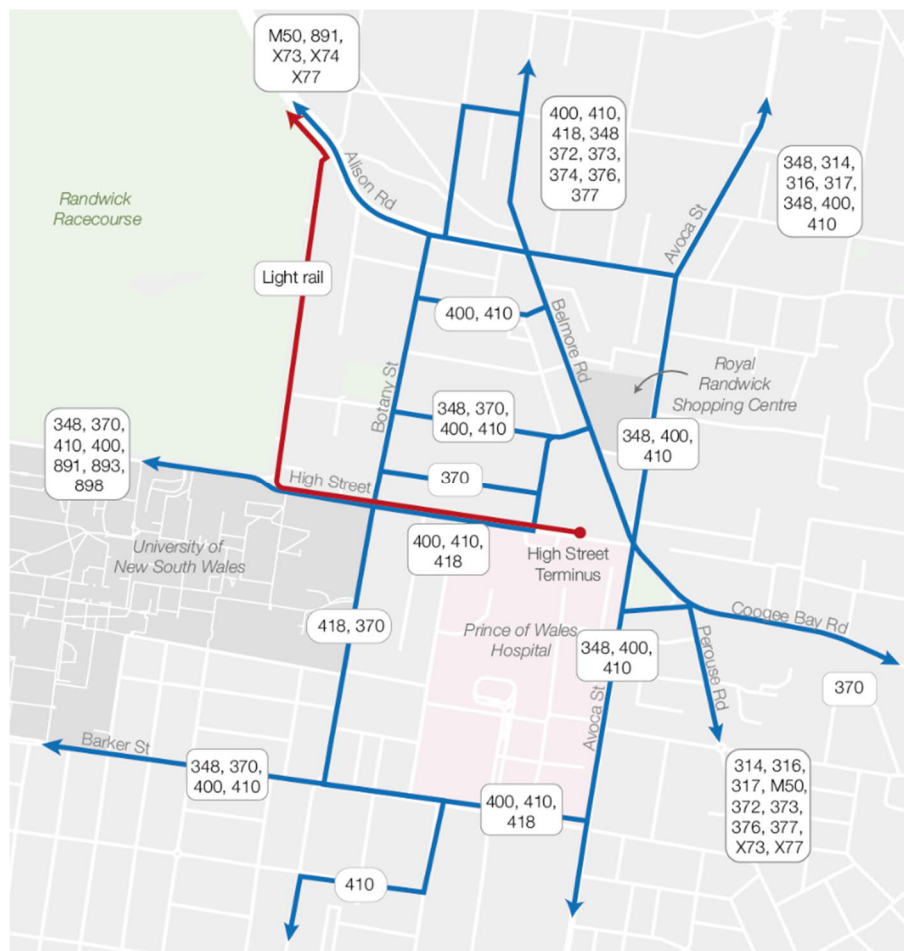 M50, 891,
X73, X74
X77
400, 410,
418, 348
372, 373,
374, 376,
377
348, 314,
316, 317,
348, 400,
410
Alison Rd
Avoca St
Randwick
Racecourse
Light rail
400, 410
Belmore Rd
Botany St
Royal
Randwick
Shopping Centre
348, 370,
400, 410
348, 400,
410
348, 370,
410, 400,
891, 893,
898
370
High Street
University of
New South Wales
400, 410,
418
High Street
Terminus
418, 370
Prince of Wales
Hospital
348, 400,
410
Coogee Bay Rd
Perouse Rd
370
Avoca St
Barker St
348, 370,
400, 410
400, 410,
418
314, 316,
317, M50,
372, 373,
376, 377,
X73, X77
410